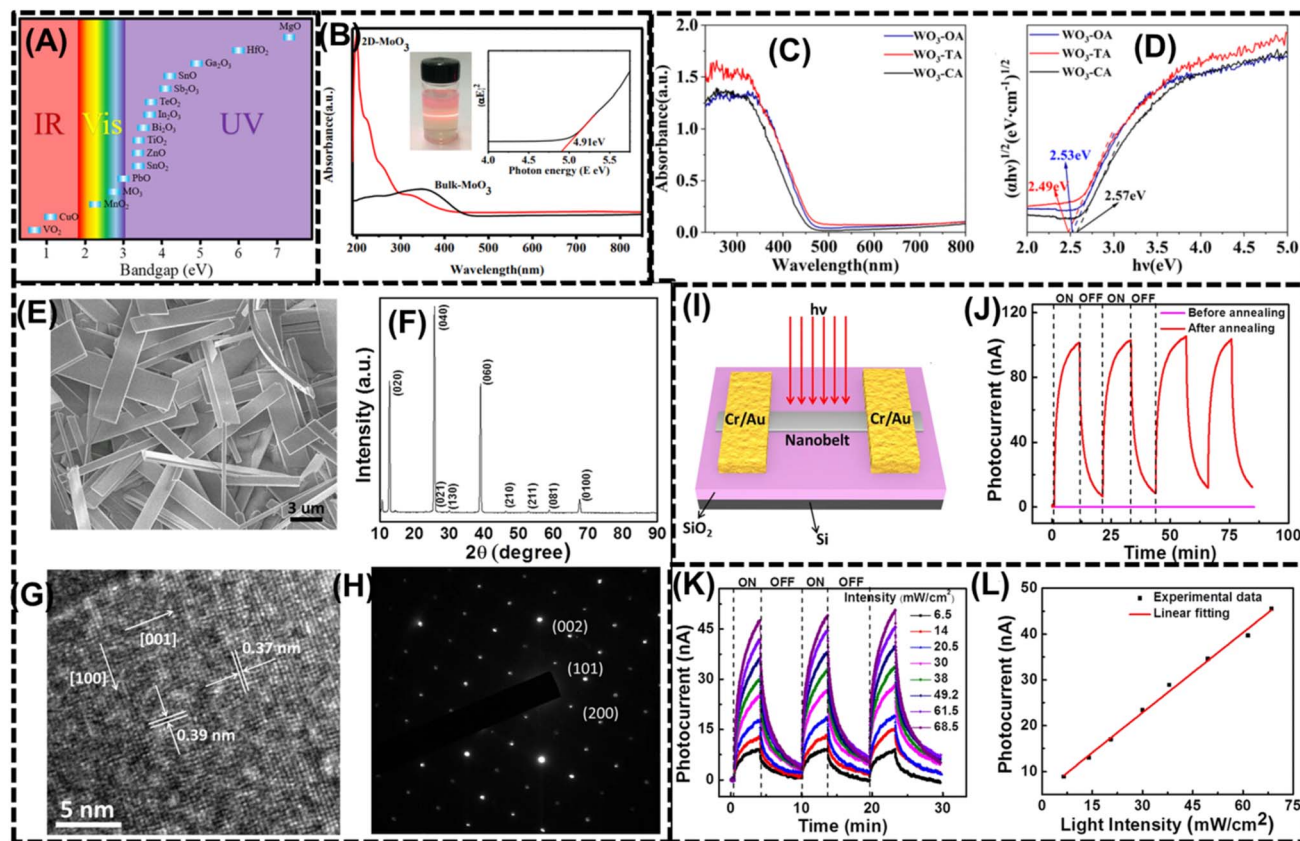 (A)
MgO
HfO₂
Ga₂O₃
SnO
Sb₂O₃
TeO₂
In₂O₃
Bi₂O₃
TiO₂
ZnO
SnO₂
PbO
MO₃
MnO₂
CuO
VO₂
IR
Vis
UV
1 2 3 4 5 6 7
Bandgap (eV)
(B)
2D-MoO₃
Bulk-MoO₃
Absorbance(a.u.)
200 300 400 500 600 700 800
Wavelength(nm)
4.91eV
4.0 4.5 5.0 5.5
Photon energy (E eV)
(C)
WO₃-OA
WO₃-TA
WO₃-CA
Absorbance(a.u.)
2.0
1.5
1.0
0.5
0.0
300 400 500 600 700 800
Wavelength(nm)
(D)
WO₃-OA
WO₃-TA
WO₃-CA
(αhν)^1/2(eV·cm⁻¹)^1/2
2.53eV
2.49eV
2.57eV
2.0 2.5 3.0 3.5 4.0 4.5 5.0
hν(eV)
(E)
3 um
(F)
Intensity (a.u.)
(020)
(040)
(021)
(130)
(060)
(210)
(211)
(081)
(0100)
10 20 30 40 50 60 70 80 90
2θ (degree)
(G)
[001]
[100]
0.37 nm
0.39 nm
5 nm
(H)
(002)
(101)
(200)
(I)
hν
Cr/Au
Cr/Au
Nanobelt
SiO₂
Si
(J)
ON OFF ON OFF
Before annealing
After annealing
Photocurrent (nA)
120
80
40
0
0 25 50 75 100
Time (min)
(K)
ON OFF ON OFF
Intensity (mW/cm²)
6.5
14
20.5
30
38
49.2
61.5
68.5
Photocurrent (nA)
45
30
15
0
0 10 20 30
Time (min)
(L)
Experimental data
Linear fitting
Photocurrent (nA)
50
40
30
20
10
0 15 30 45 60 75
Light Intensity (mW/cm²)